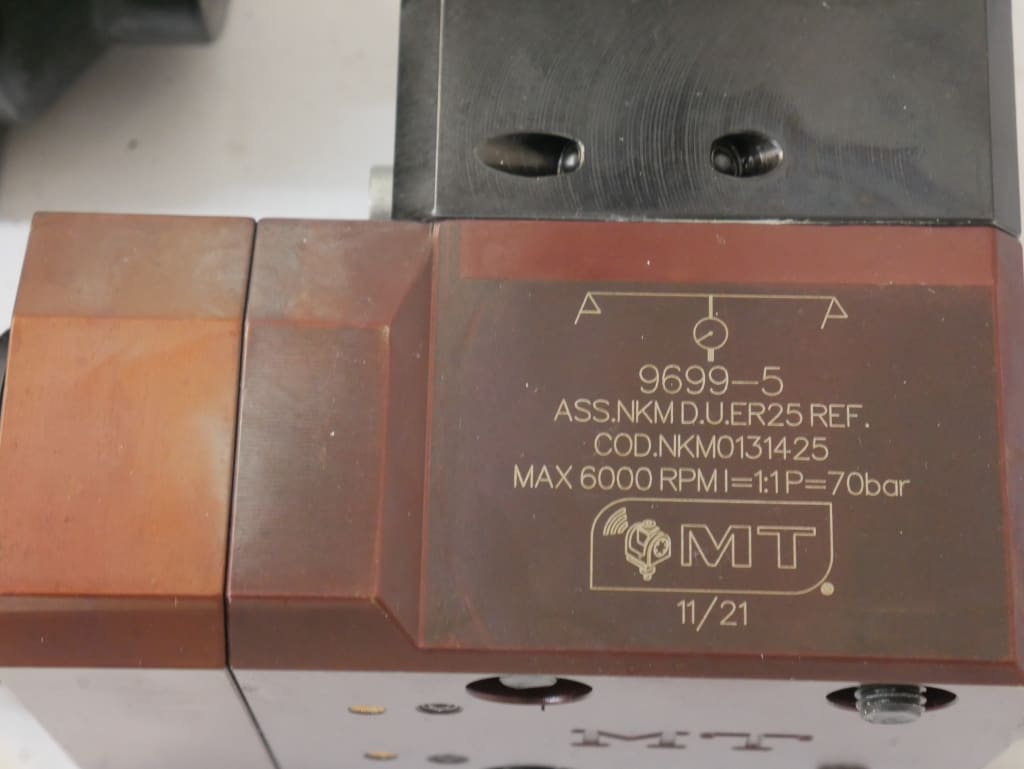 9699-5
ASS.NKM D.U.ER25 REF.
COD.NKM0131425
MAX 6000 RPM I=1:1 P=70bar
MT
11/21
MT